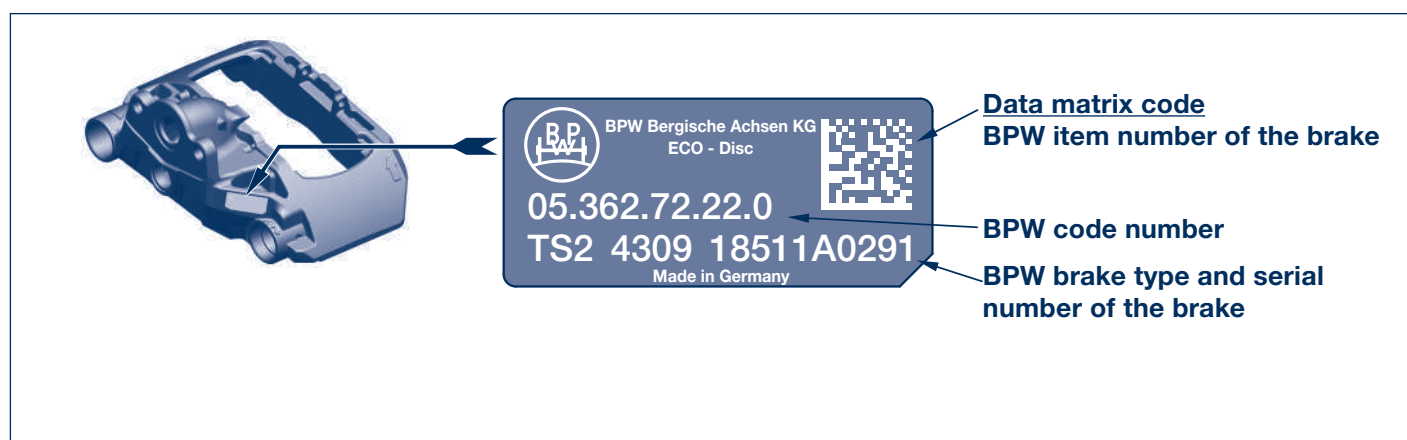 BPW
BPW Bergische Achsen KG
ECO - Disc
05.362.72.22.0
TS2 4309 18511A0291
Made in Germany
Data matrix code
BPW item number of the brake
BPW code number
BPW brake type and serial
number of the brake